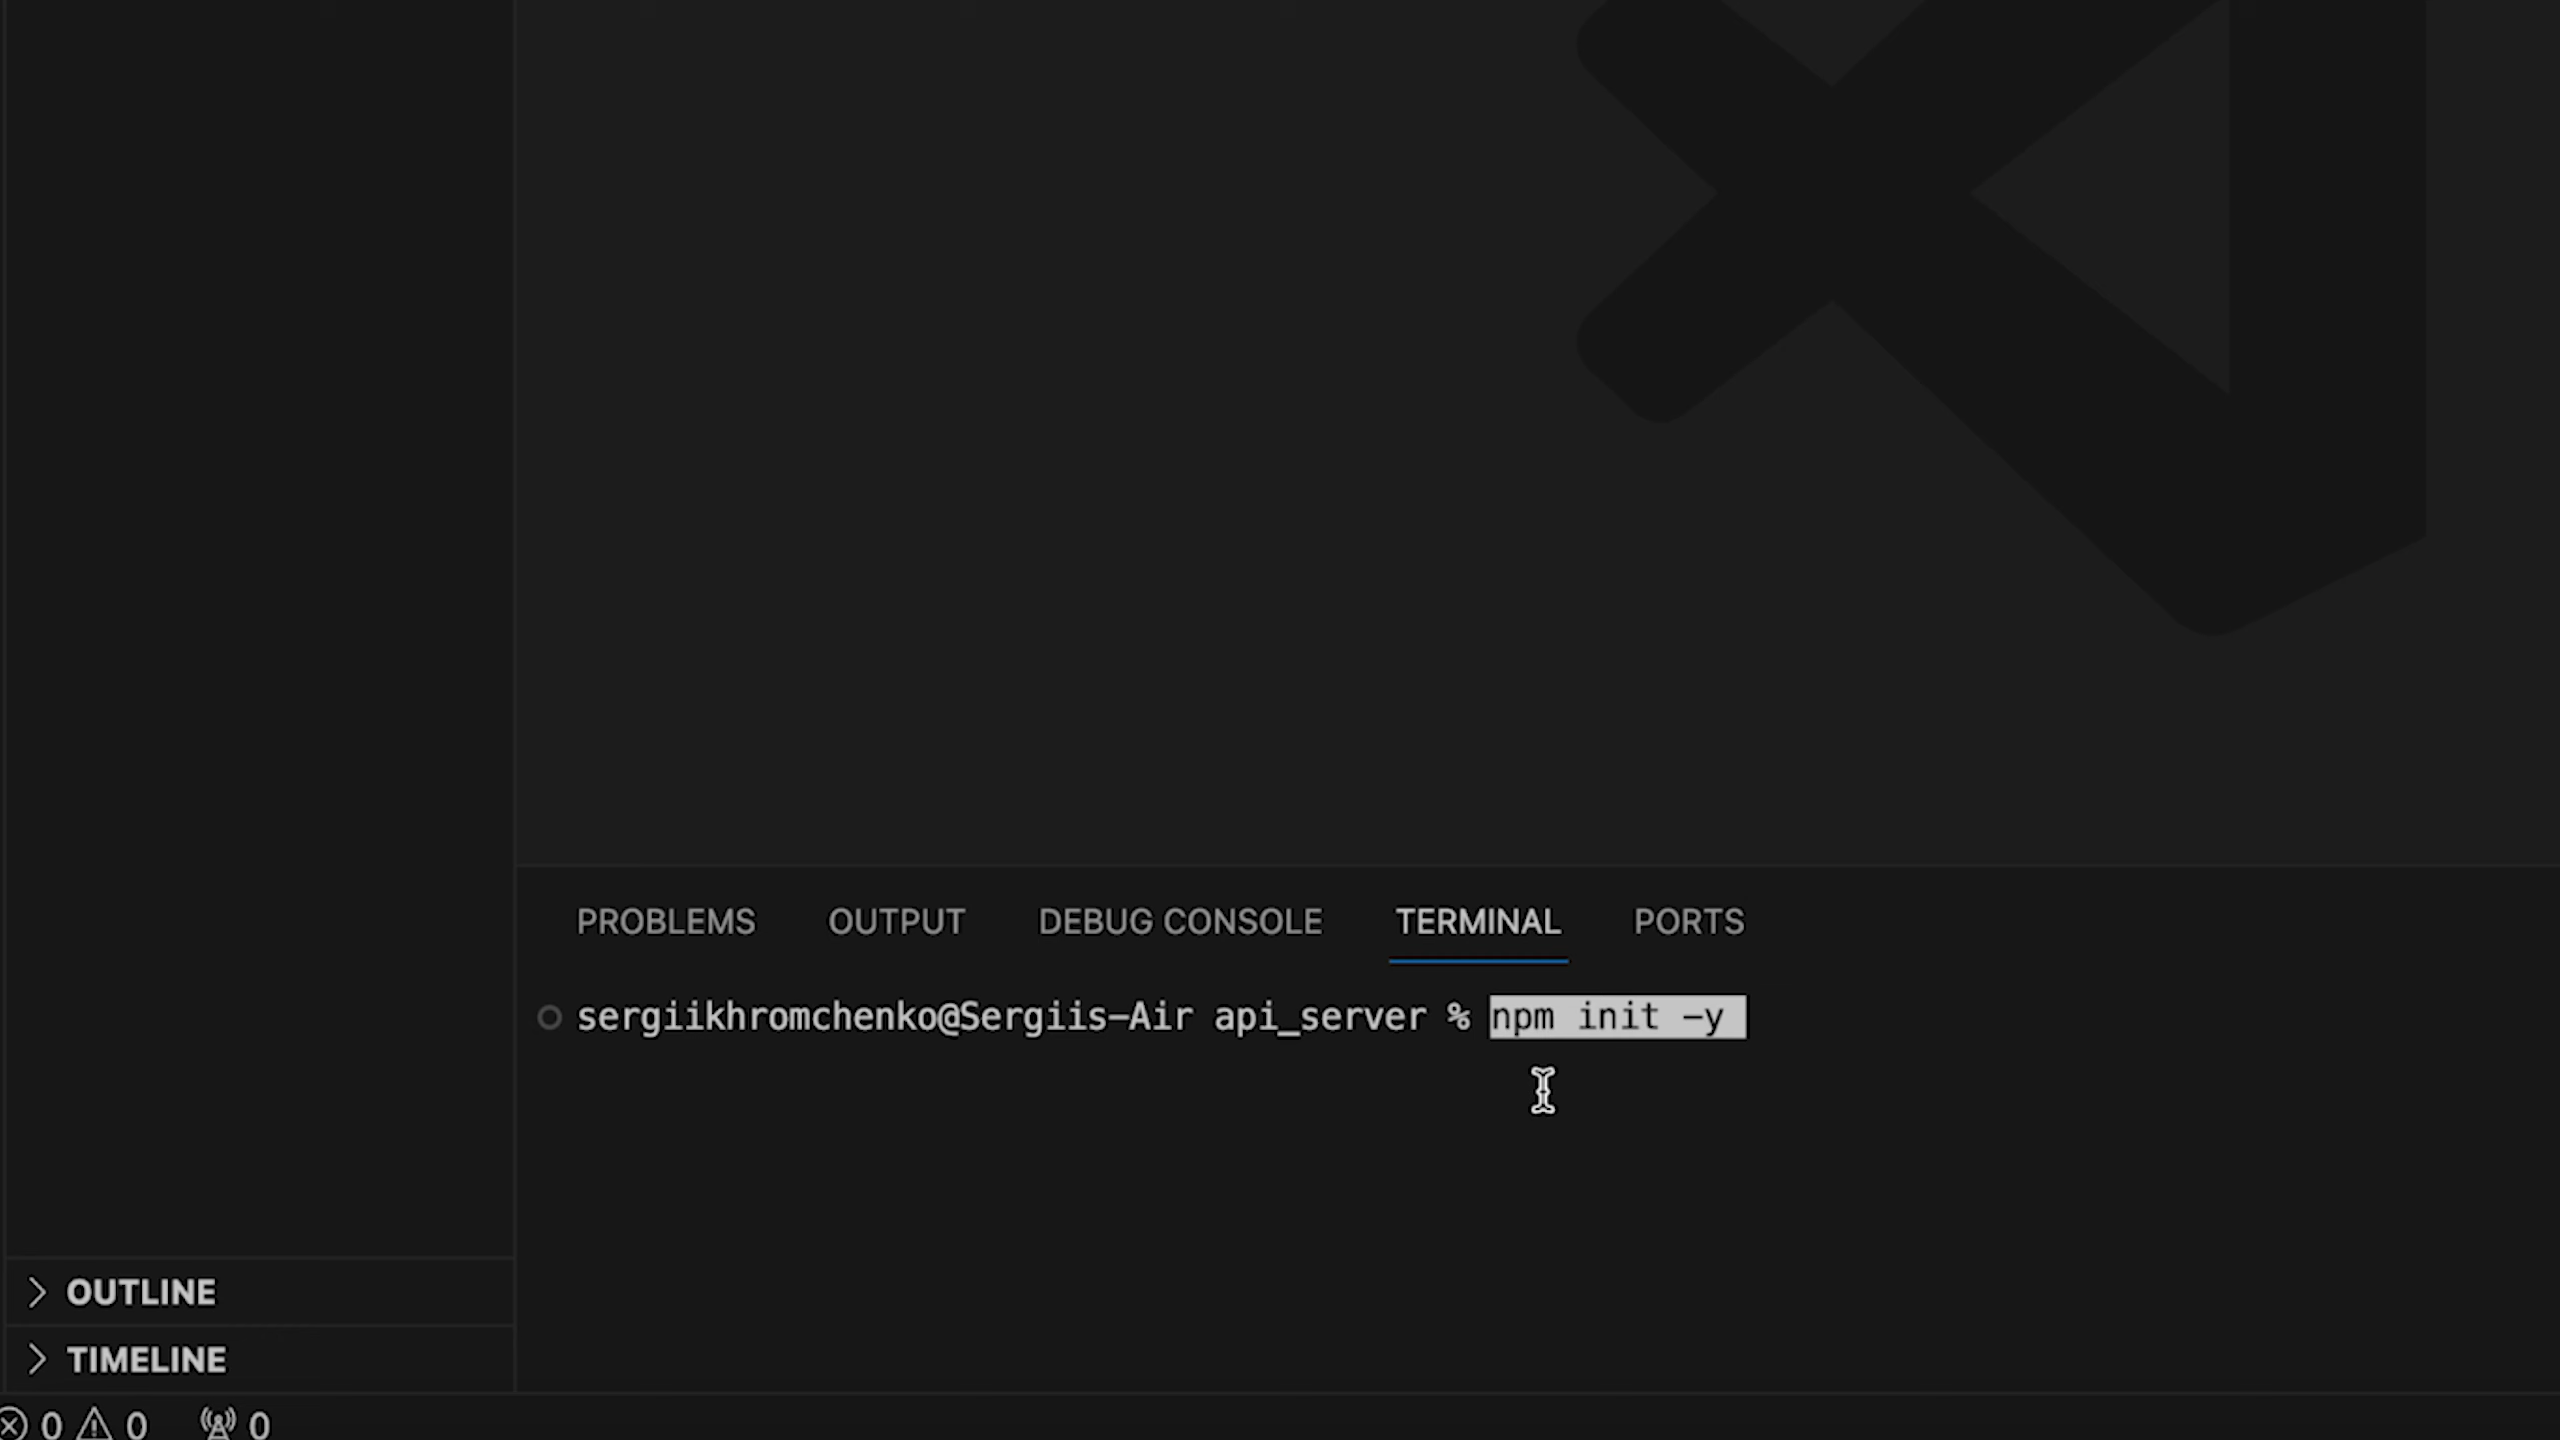 PROBLEMS OUTPUT DEBUG CONSOLE TERMINAL PORTS
sergiikhromchenko@Sergiis-Air api_server % npm init -y
OUTLINE
TIMELINE
0 0 0